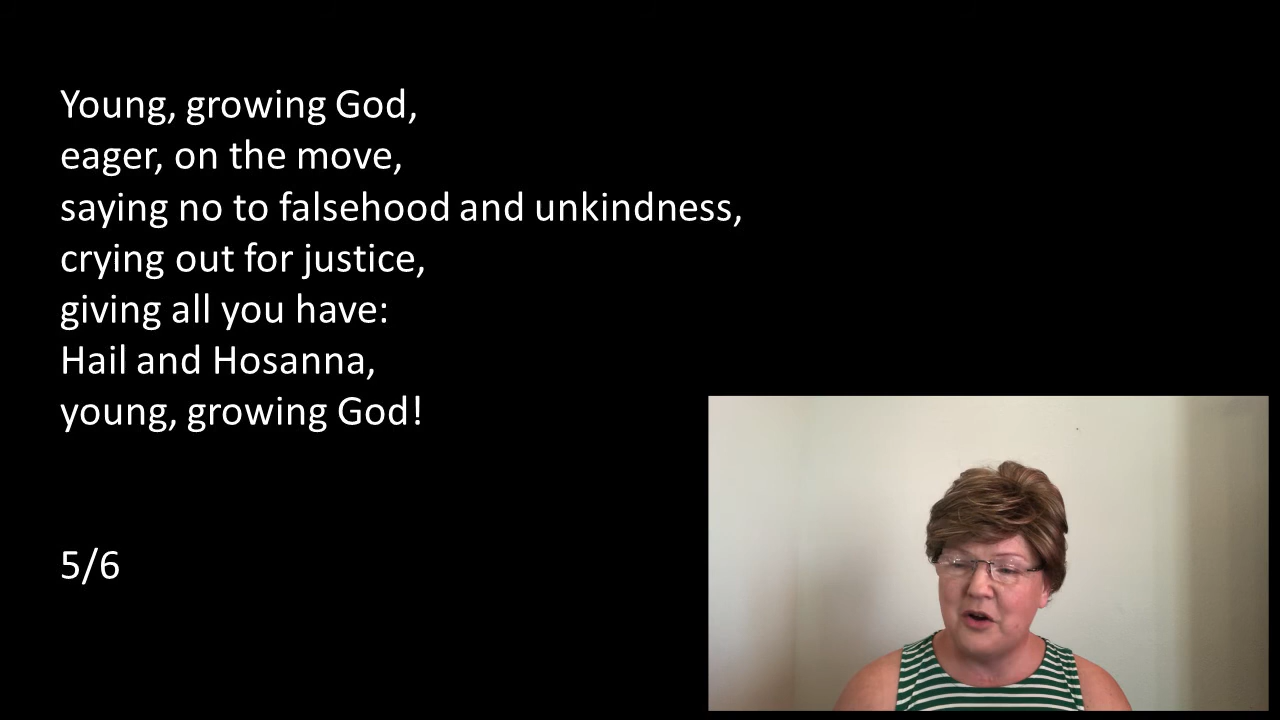 Young, growing God,
eager, on the move,
saying no to falsehood and unkindness,
crying out for justice,
giving all you have:
Hail and Hosanna,
young, growing God!
5/6